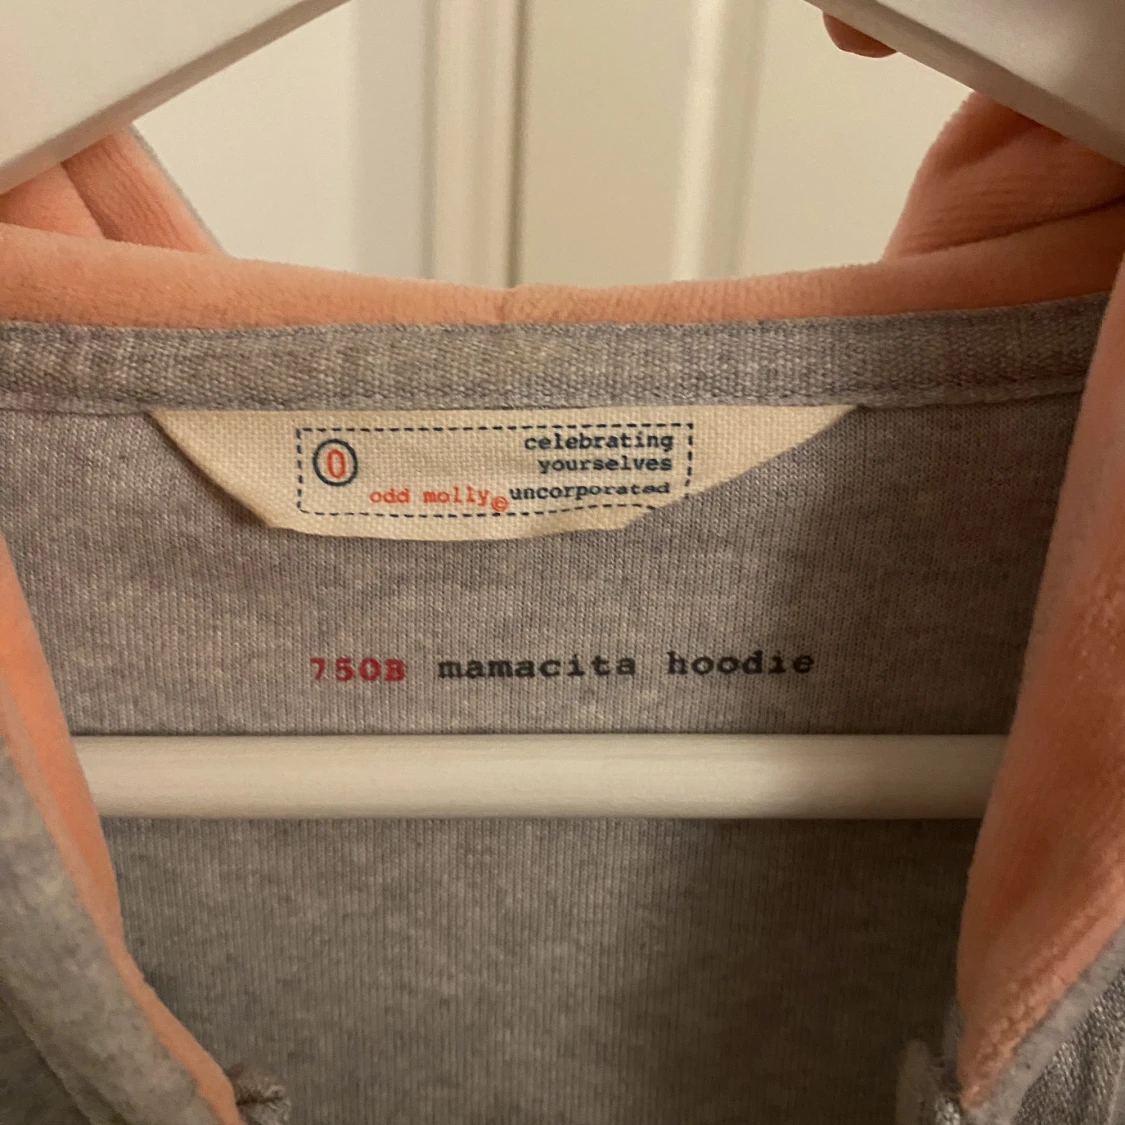 0
celebrating
yourselves
odd molly© uncorporated
750B mamacita hoodie